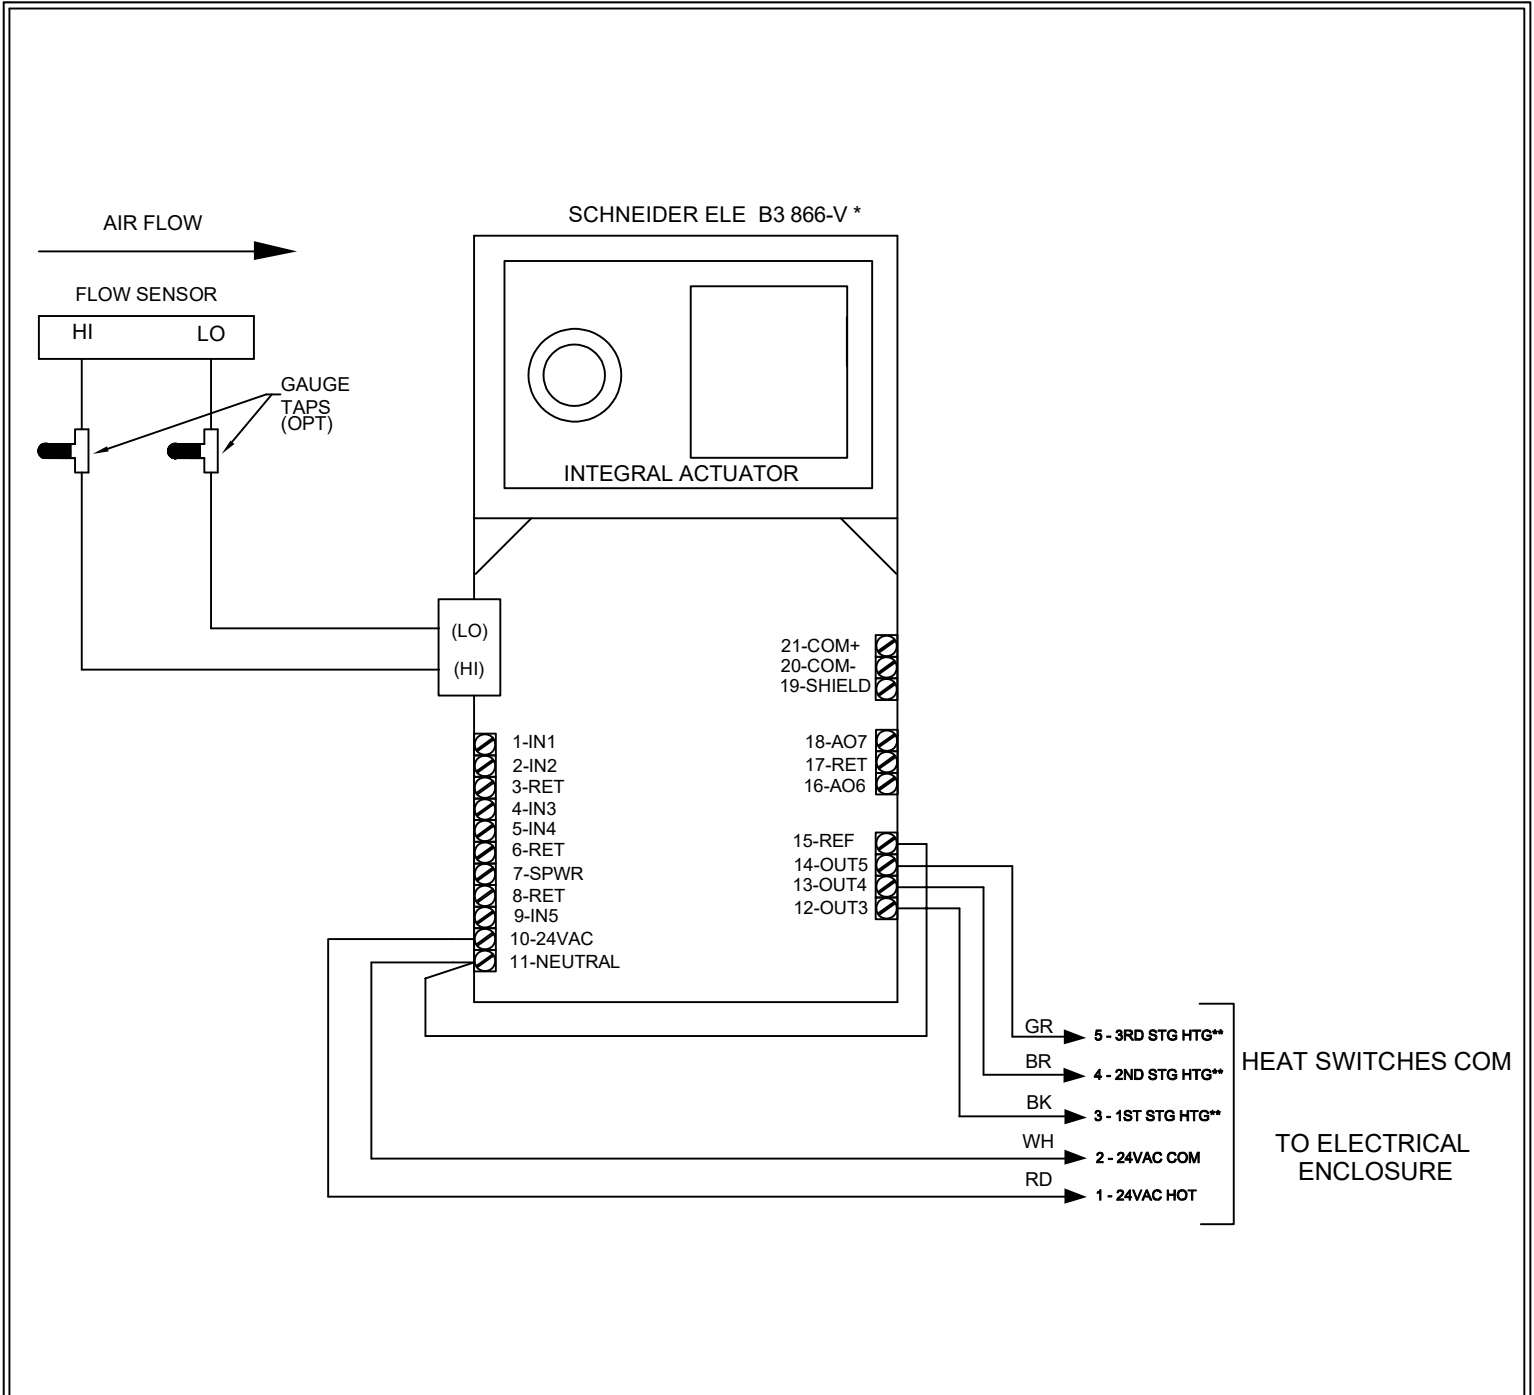 SCHNEIDER ELE B3 866-V *
AIR FLOW
FLOW SENSOR
HI
LO
GAUGE
TAPS
(OPT)
INTEGRAL ACTUATOR
(LO)
(HI)
21-COM+
20-COM-
19-SHIELD
1-IN1
2-IN2
3-RET
4-IN3
5-IN4
6-RET
7-SPWR
8-RET
9-IN5
10-24VAC
11-NEUTRAL
18-AO7
17-RET
16-AO6
15-REF
14-OUT5
13-OUT4
12-OUT3
GR
5 - 3RD STG HTG**
BR
4 - 2ND STG HTG**
BK
3 - 1ST STG HTG**
WH
2 - 24VAC COM
RD
1 - 24VAC HOT
HEAT SWITCHES COM
TO ELECTRICAL
ENCLOSURE